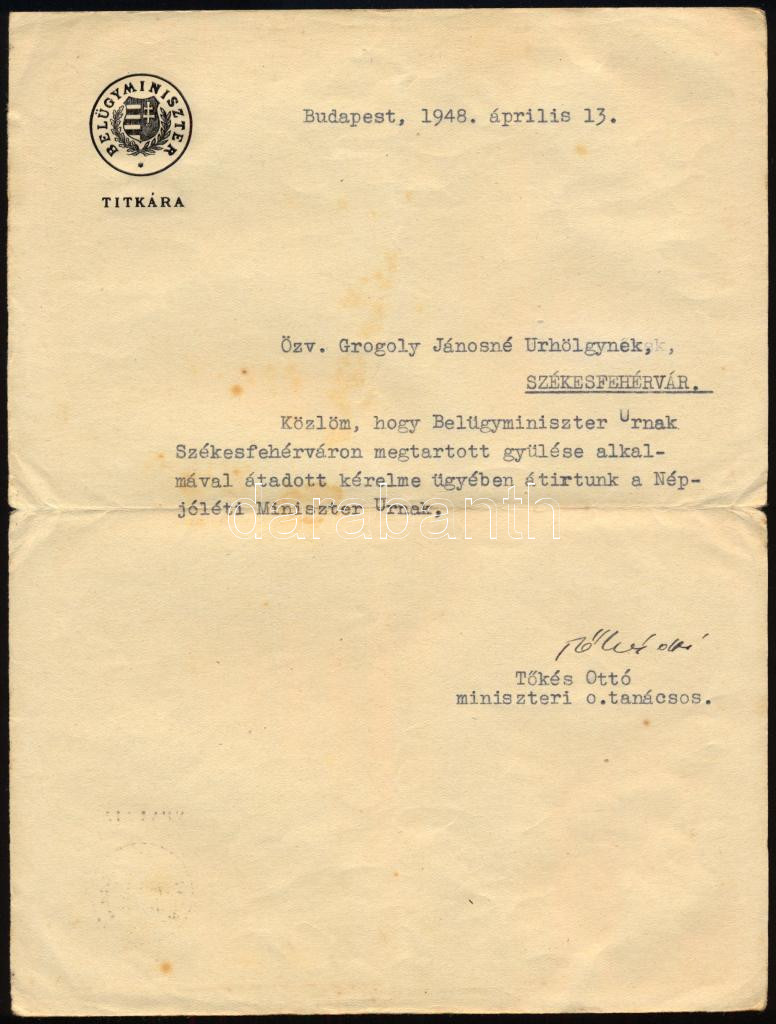 BELÜGYMINISZTER
TITKÁRA
Budapest, 1948. április 13.
Özv. Grogoly Jánosné Urhölgynek,
SZÉKESFEHÉRVÁR.
Közlöm, hogy Belügyminiszter Urnak
Székesfehérváron megtartott gyülése alkal-
mával átadott kérelme ügyében átirtunk a Nép-
jóléti Miniszter Urnak.
darabanth
Tőkés Ottó
miniszteri o.tanácsos.